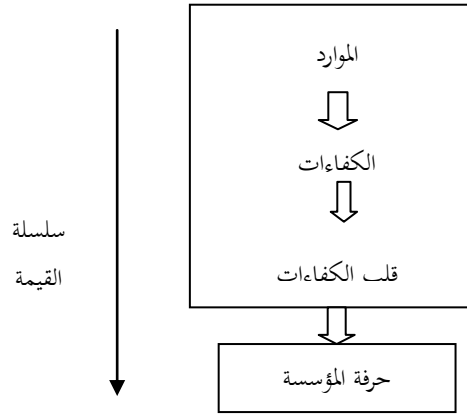 الموارد
الكفاءات
سلسلة
القيمة
قلب الكفاءات
حرفة المؤسسة